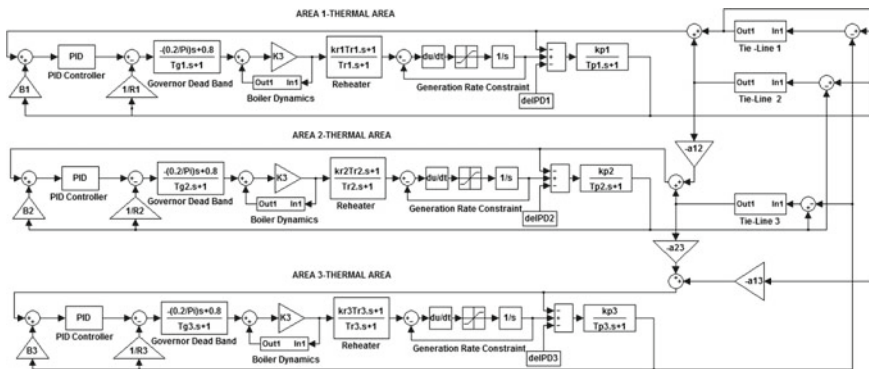 AREA 1-THERMAL AREA
B1
PID
PID Controller
1/R1
-(0.2/Pi)s+0.8
Tg1.s+1
Governor Dead Band
K3
Out1 In1
Boiler Dynamics
kr1Tr1.s+1
Tr1.s+1
Reheater
du/dt
1/s
Generation Rate Constraint
delPD1
kp1
Tp1.s+1
Out1 In1
Tie -Line 1
Out1 In1
Tie-Line 2
-a12
AREA 2-THERMAL AREA
B2
PID
PID Controller
1/R2
-(0.2/Pi)s+0.8
Tg2.s+1
Governor Dead Band
K3
Out1 In1
Boiler Dynamics
kr2Tr2.s+1
Tr2.s+1
Reheater
du/dt
1/s
Generation Rate Constraint
delPD2
kp2
Tp2.s+1
Out1 In1
Tie-Line 3
-a23
-a13
AREA 3-THERMAL AREA
B3
PID
PID Controller
1/R3
-(0.2/Pi)s+0.8
Tg3.s+1
Governor Dead Band
K3
Out1 In1
Boiler Dynamics
kr3Tr3.s+1
Tr3.s+1
Reheater
du/dt
1/s
Generation Rate Constraint
delPD3
kp3
Tp3.s+1